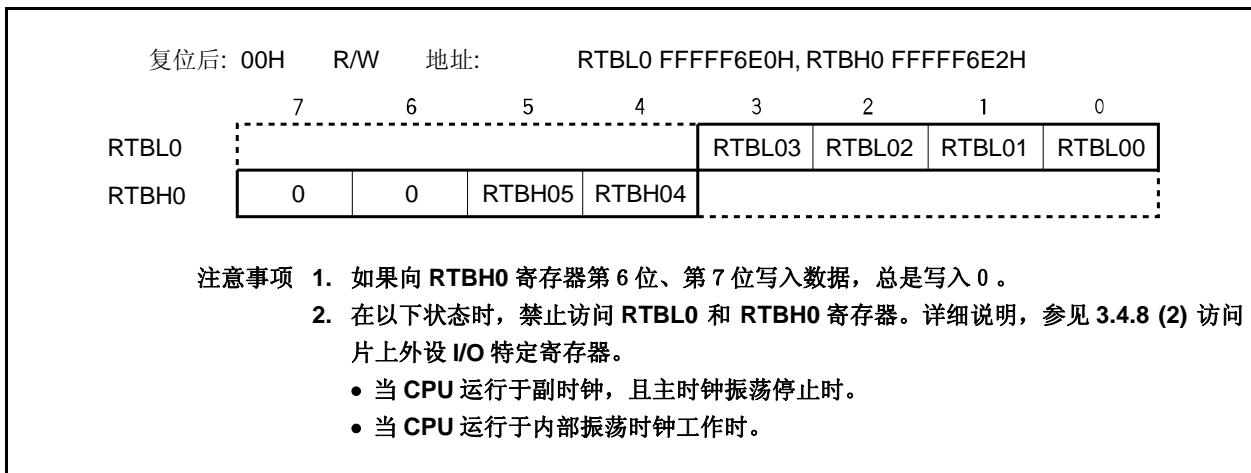 复位后: 00H R/W 地址: RTBL0 FFFFF6E0H, RTBH0 FFFFF6E2H
7 6 5 4 3 2 1 0
RTBL0 RTBL03 RTBL02 RTBL01 RTBL00
RTBH0 0 0 RTBH05 RTBH04
注意事项 1. 如果向 RTBH0 寄存器第 6 位、第 7 位写入数据，总是写入 0 。
2. 在以下状态时，禁止访问 RTBL0 和 RTBH0 寄存器。详细说明，参见 3.4.8 (2) 访问
片上外设 I/O 特定寄存器。
• 当 CPU 运行于副时钟，且主时钟振荡停止时。
• 当 CPU 运行于内部振荡时钟工作时。